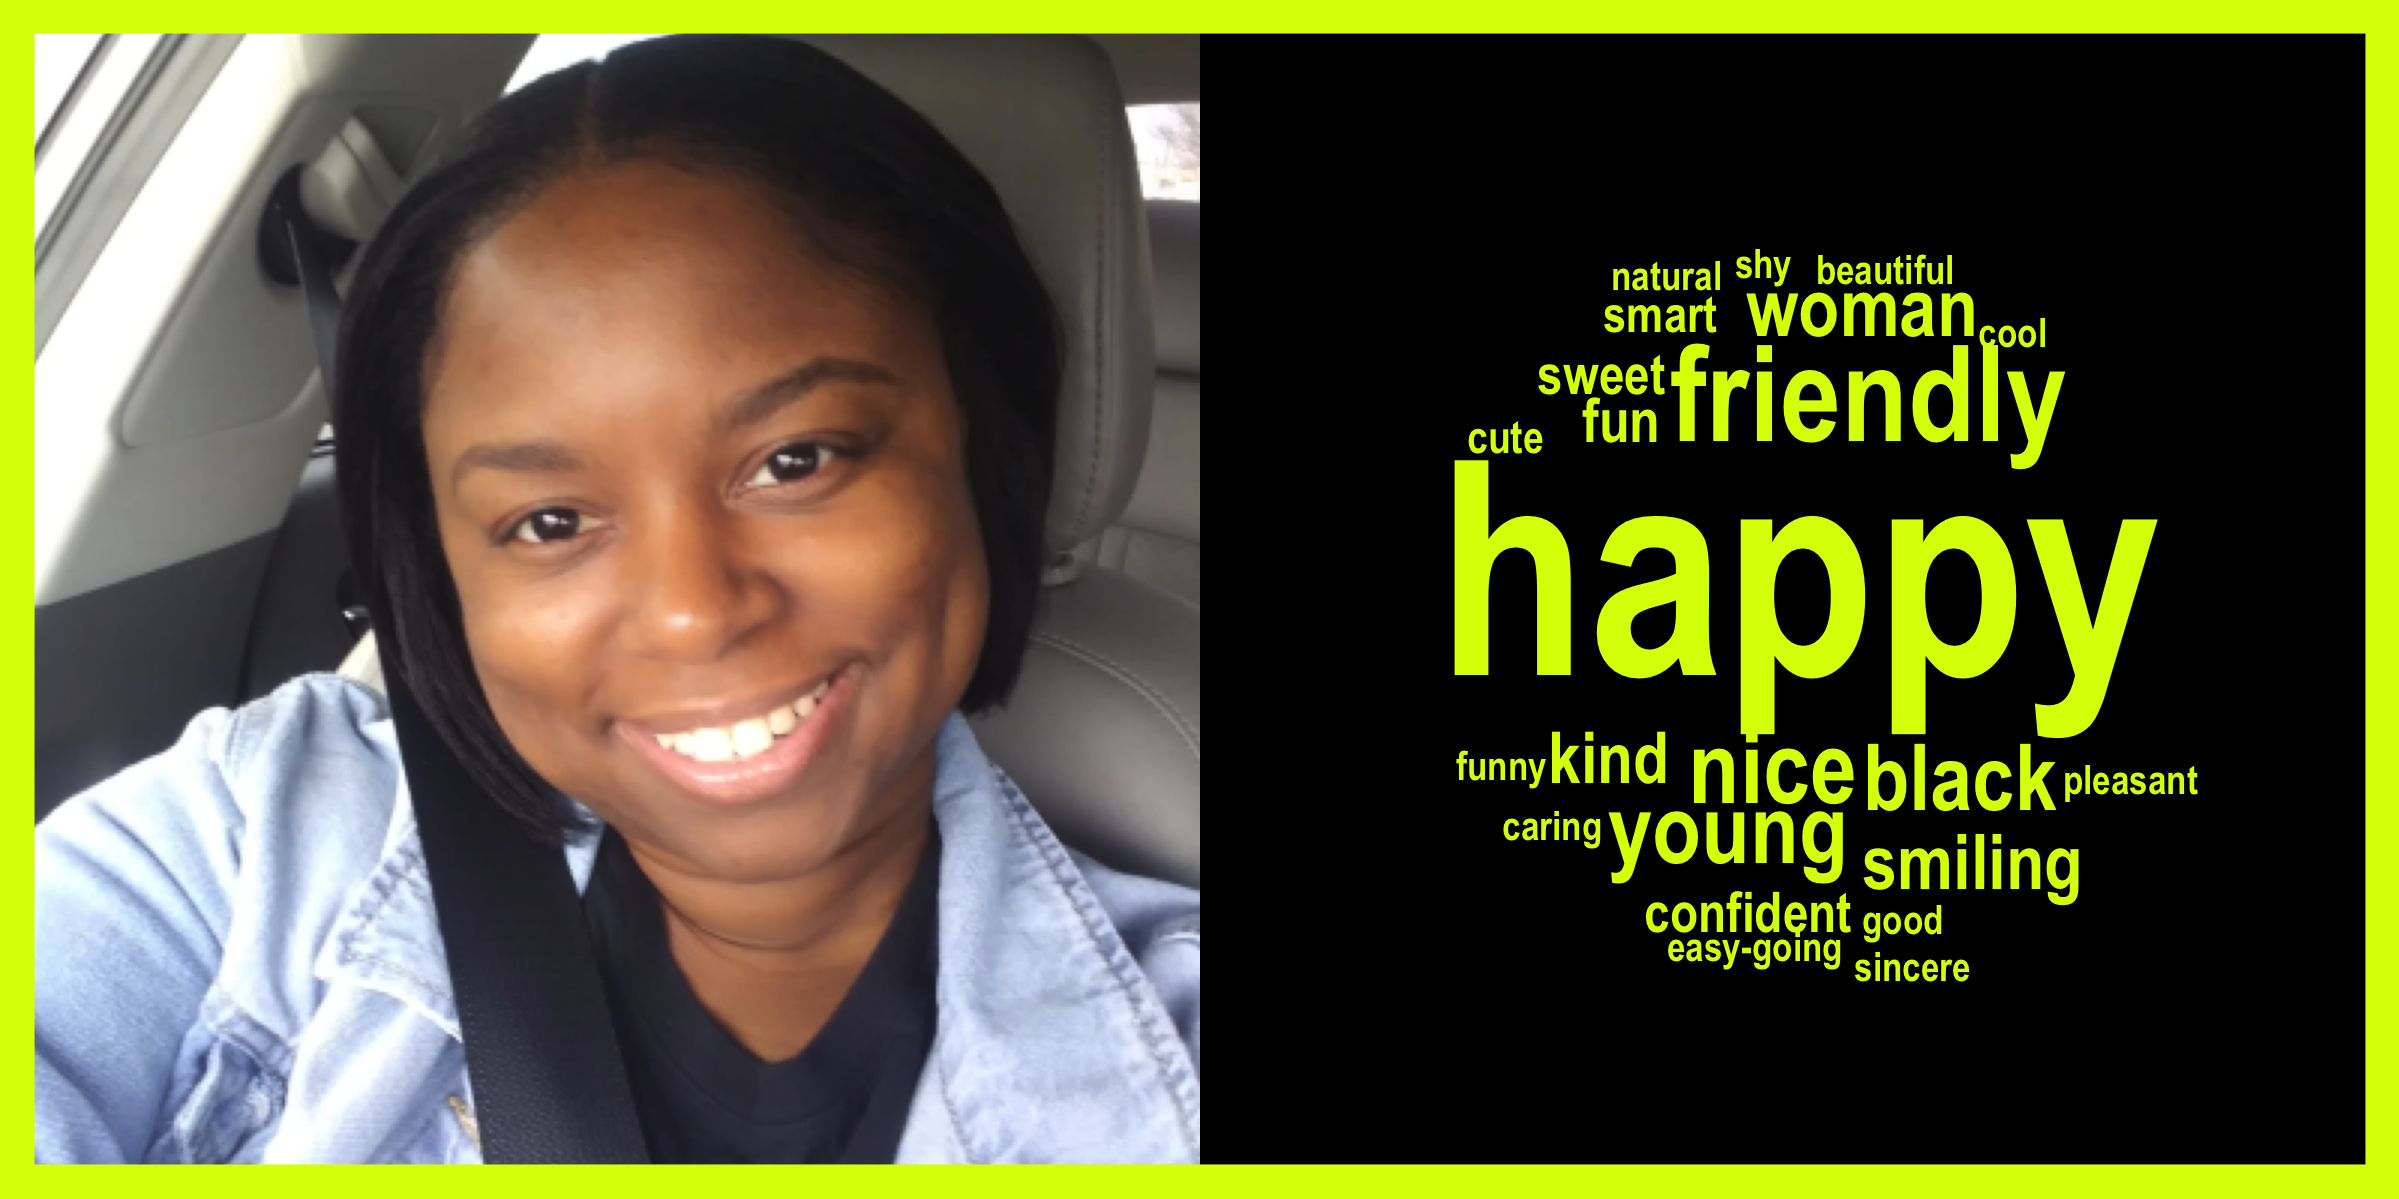 natural shy beautiful
smart woman cool
sweet friendly
cute fun
happy
funny kind nice black pleasant
caring young smiling
confident good
easy-going sincere